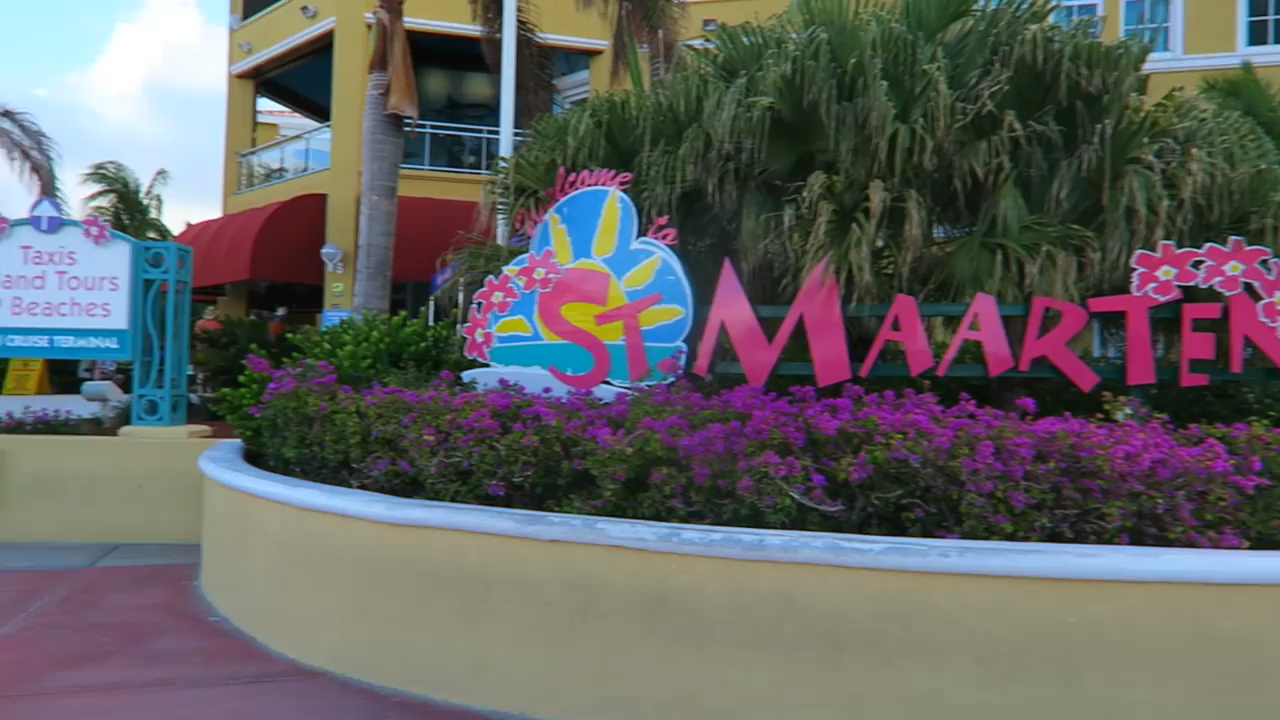 Taxis
and Tours
Beaches
CRUISE TERMINAL
Welcome
to
ST MAARTEN